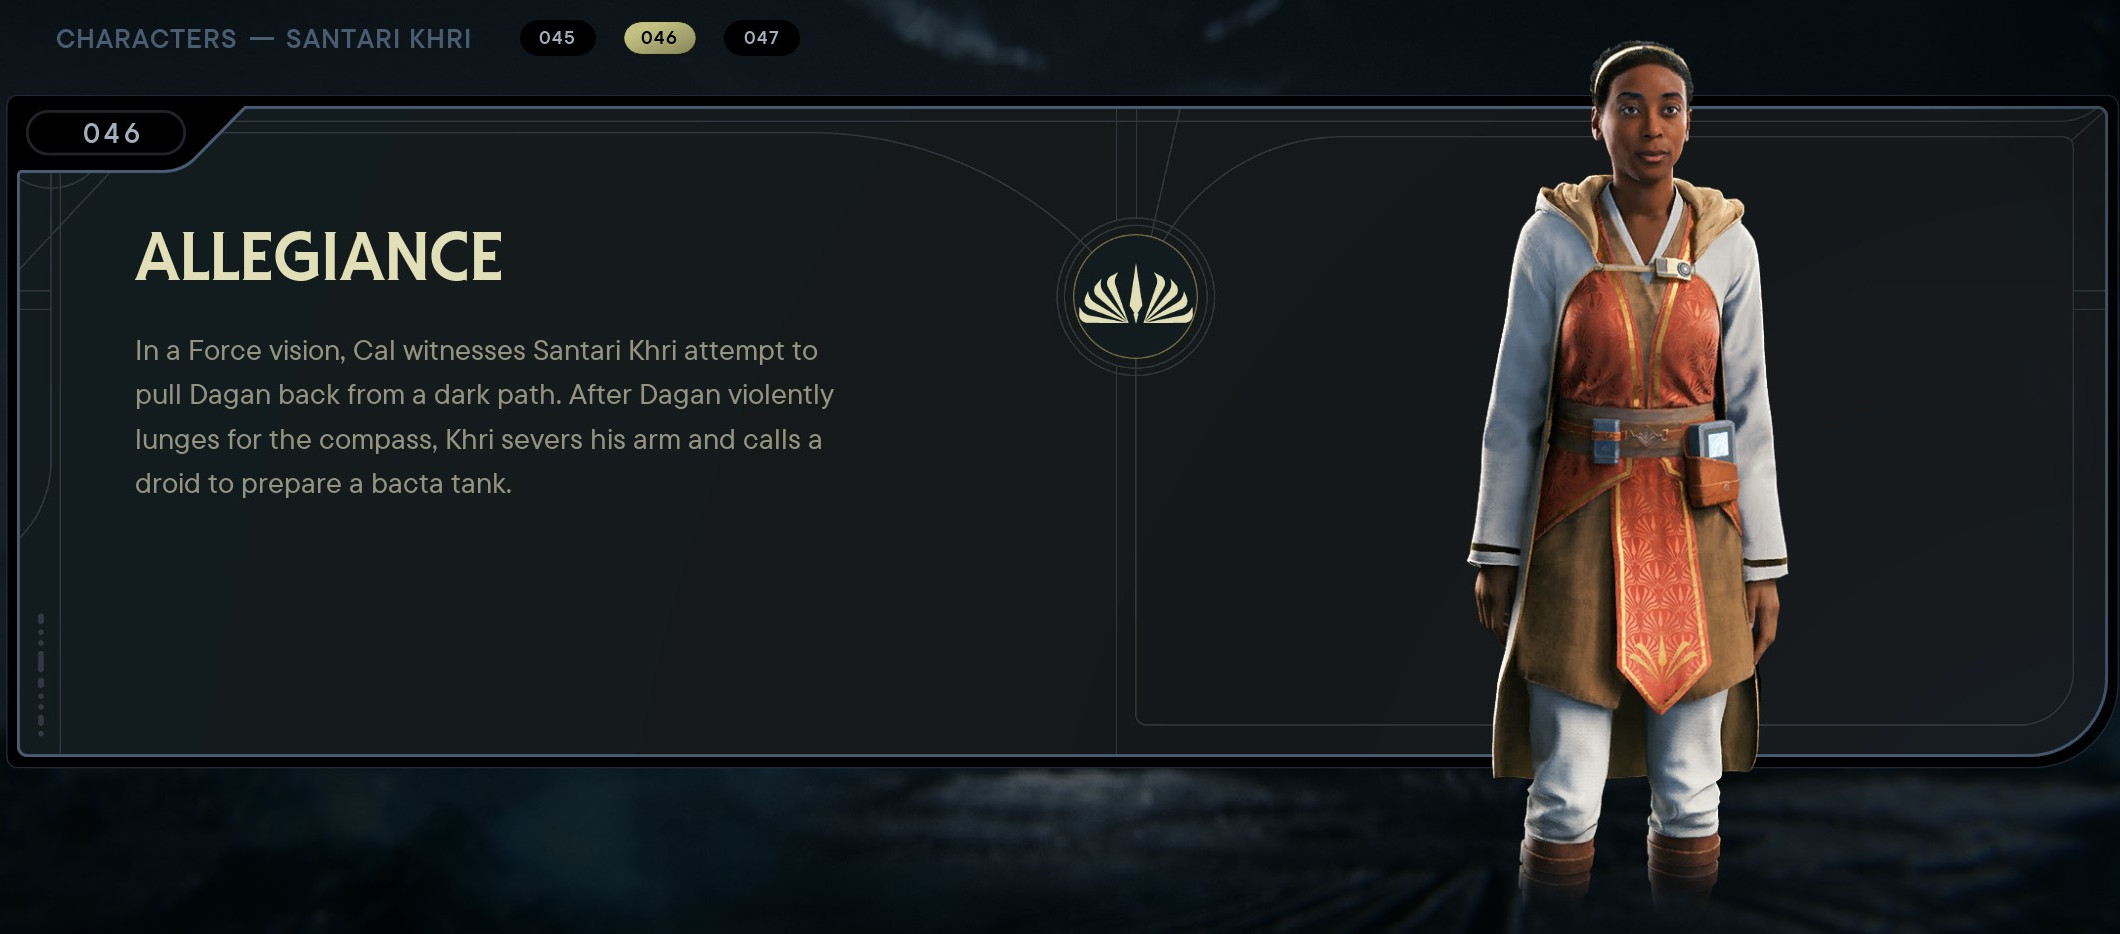 CHARACTERS — SANTARI KHRI
045
046
047
046
ALLEGIANCE
In a Force vision, Cal witnesses Santari Khri attempt to
pull Dagan back from a dark path. After Dagan violently
lunges for the compass, Khri severs his arm and calls a
droid to prepare a bacta tank.